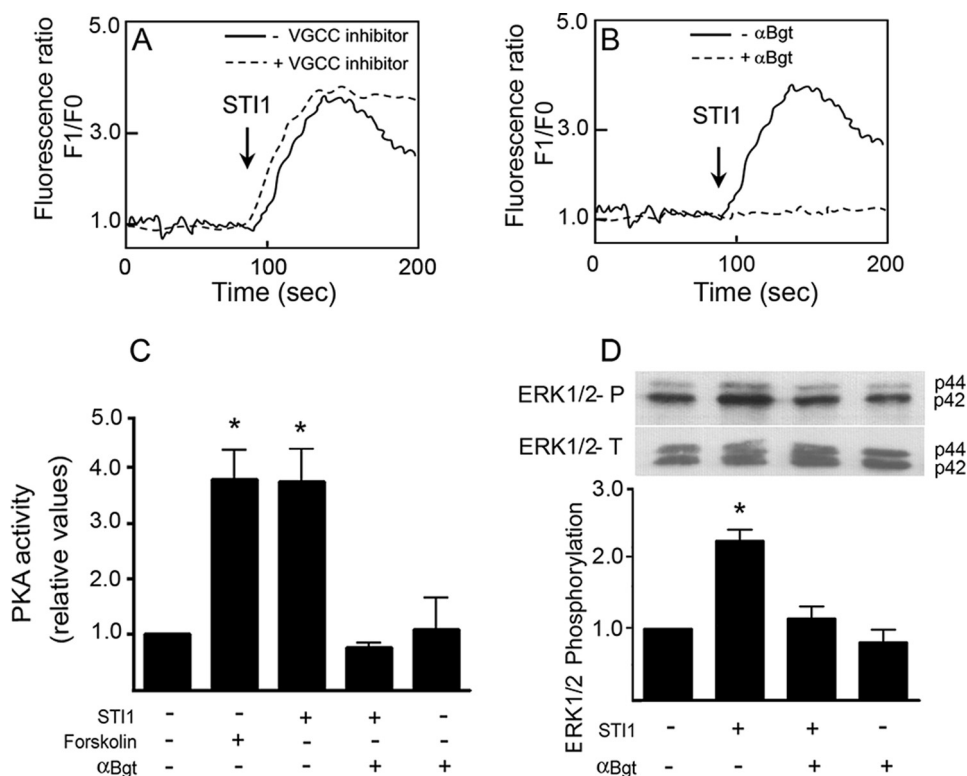 A
5.0
3.0
1.0
Fluorescence ratio
F1/F0
- VGCC inhibitor
+ VGCC inhibitor
STI1
0
100
200
Time (sec)
B
5.0
3.0
1.0
Fluorescence ratio
F1/F0
- αBgt
+ αBgt
STI1
0
100
200
Time (sec)
C
5.0
4.0
3.0
2.0
1.0
PKA activity
(relative values)
*
*
STI1 - - + + -
Forskolin - + - - -
αBgt - - - + +
D
ERK1/2- P
p44
p42
ERK1/2- T
p44
p42
3.0
2.0
1.0
ERK1/2 Phosphorylation
*
STI1 - + + -
αBgt - - + +